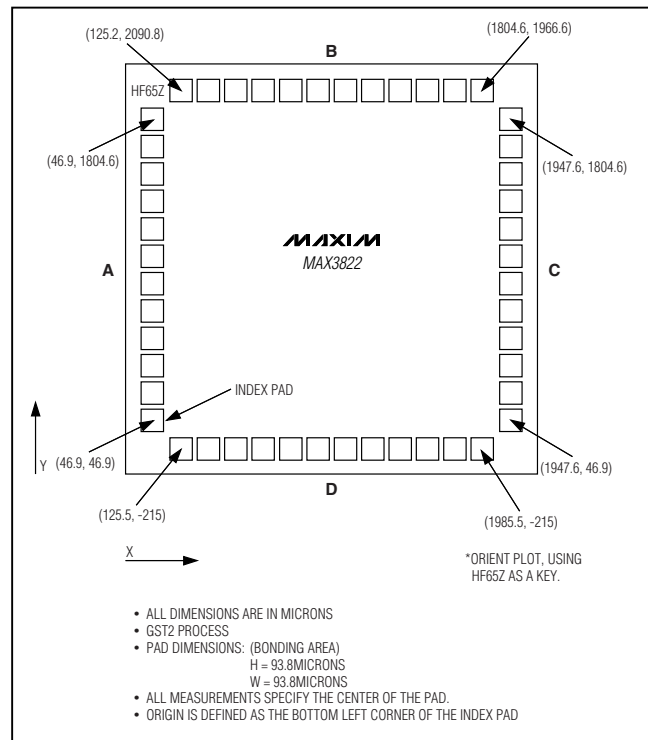 (125.2, 2090.8)
B
(1804.6, 1966.6)
HF65Z
(46.9, 1804.6)
(1947.6, 1804.6)
MAXIM
MAX3822
A
C
INDEX PAD
Y
(46.9, 46.9)
(1947.6, 46.9)
D
(125.5, -215)
(1985.5, -215)
X
*ORIENT PLOT, USING
HF65Z AS A KEY.
• ALL DIMENSIONS ARE IN MICRONS
• GST2 PROCESS
• PAD DIMENSIONS: (BONDING AREA)
H = 93.8MICRONS
W = 93.8MICRONS
• ALL MEASUREMENTS SPECIFY THE CENTER OF THE PAD.
• ORIGIN IS DEFINED AS THE BOTTOM LEFT CORNER OF THE INDEX PAD